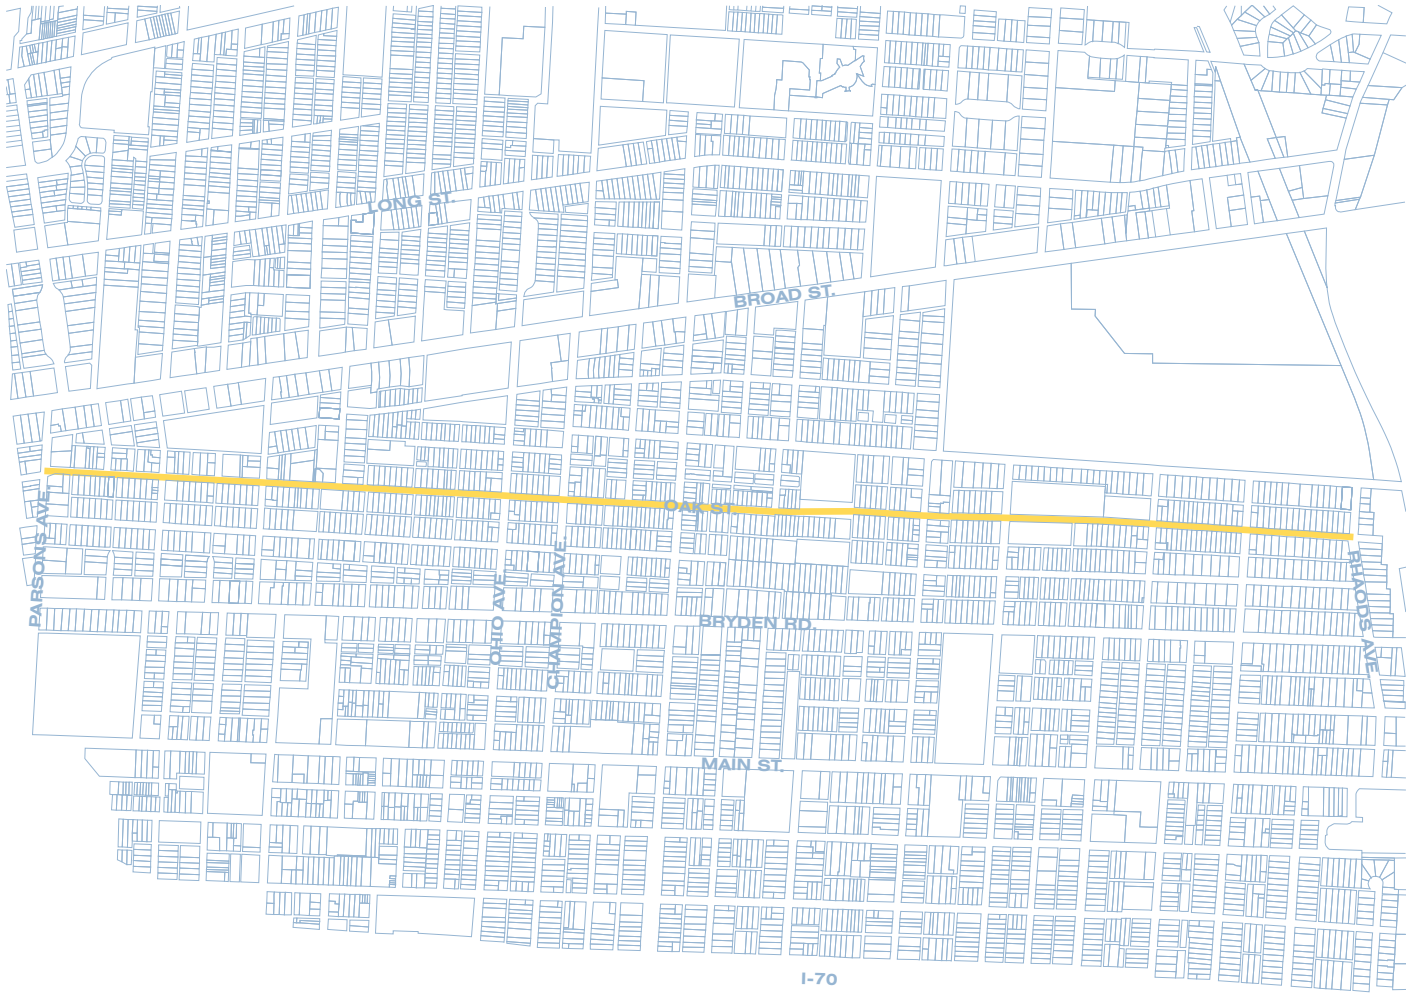 LONG ST.
BROAD ST.
OAK ST.
PARSONS AVE.
OHIO AVE.
CHAMPION AVE.
RHAODS AVE.
BRYDEN RD.
MAIN ST.
I-70